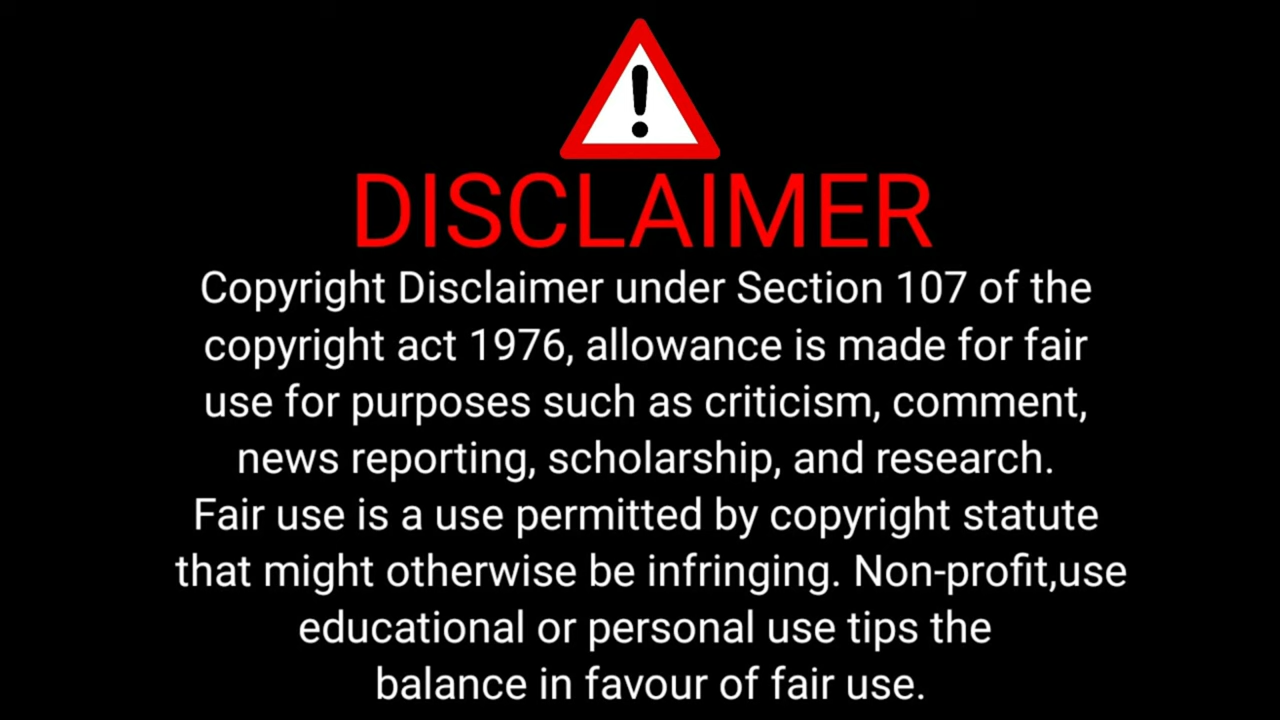 DISCLAIMER
Copyright Disclaimer under Section 107 of the
copyright act 1976, allowance is made for fair
use for purposes such as criticism, comment,
news reporting, scholarship, and research.
Fair use is a use permitted by copyright statute
that might otherwise be infringing. Non-profit,use
educational or personal use tips the
balance in favour of fair use.